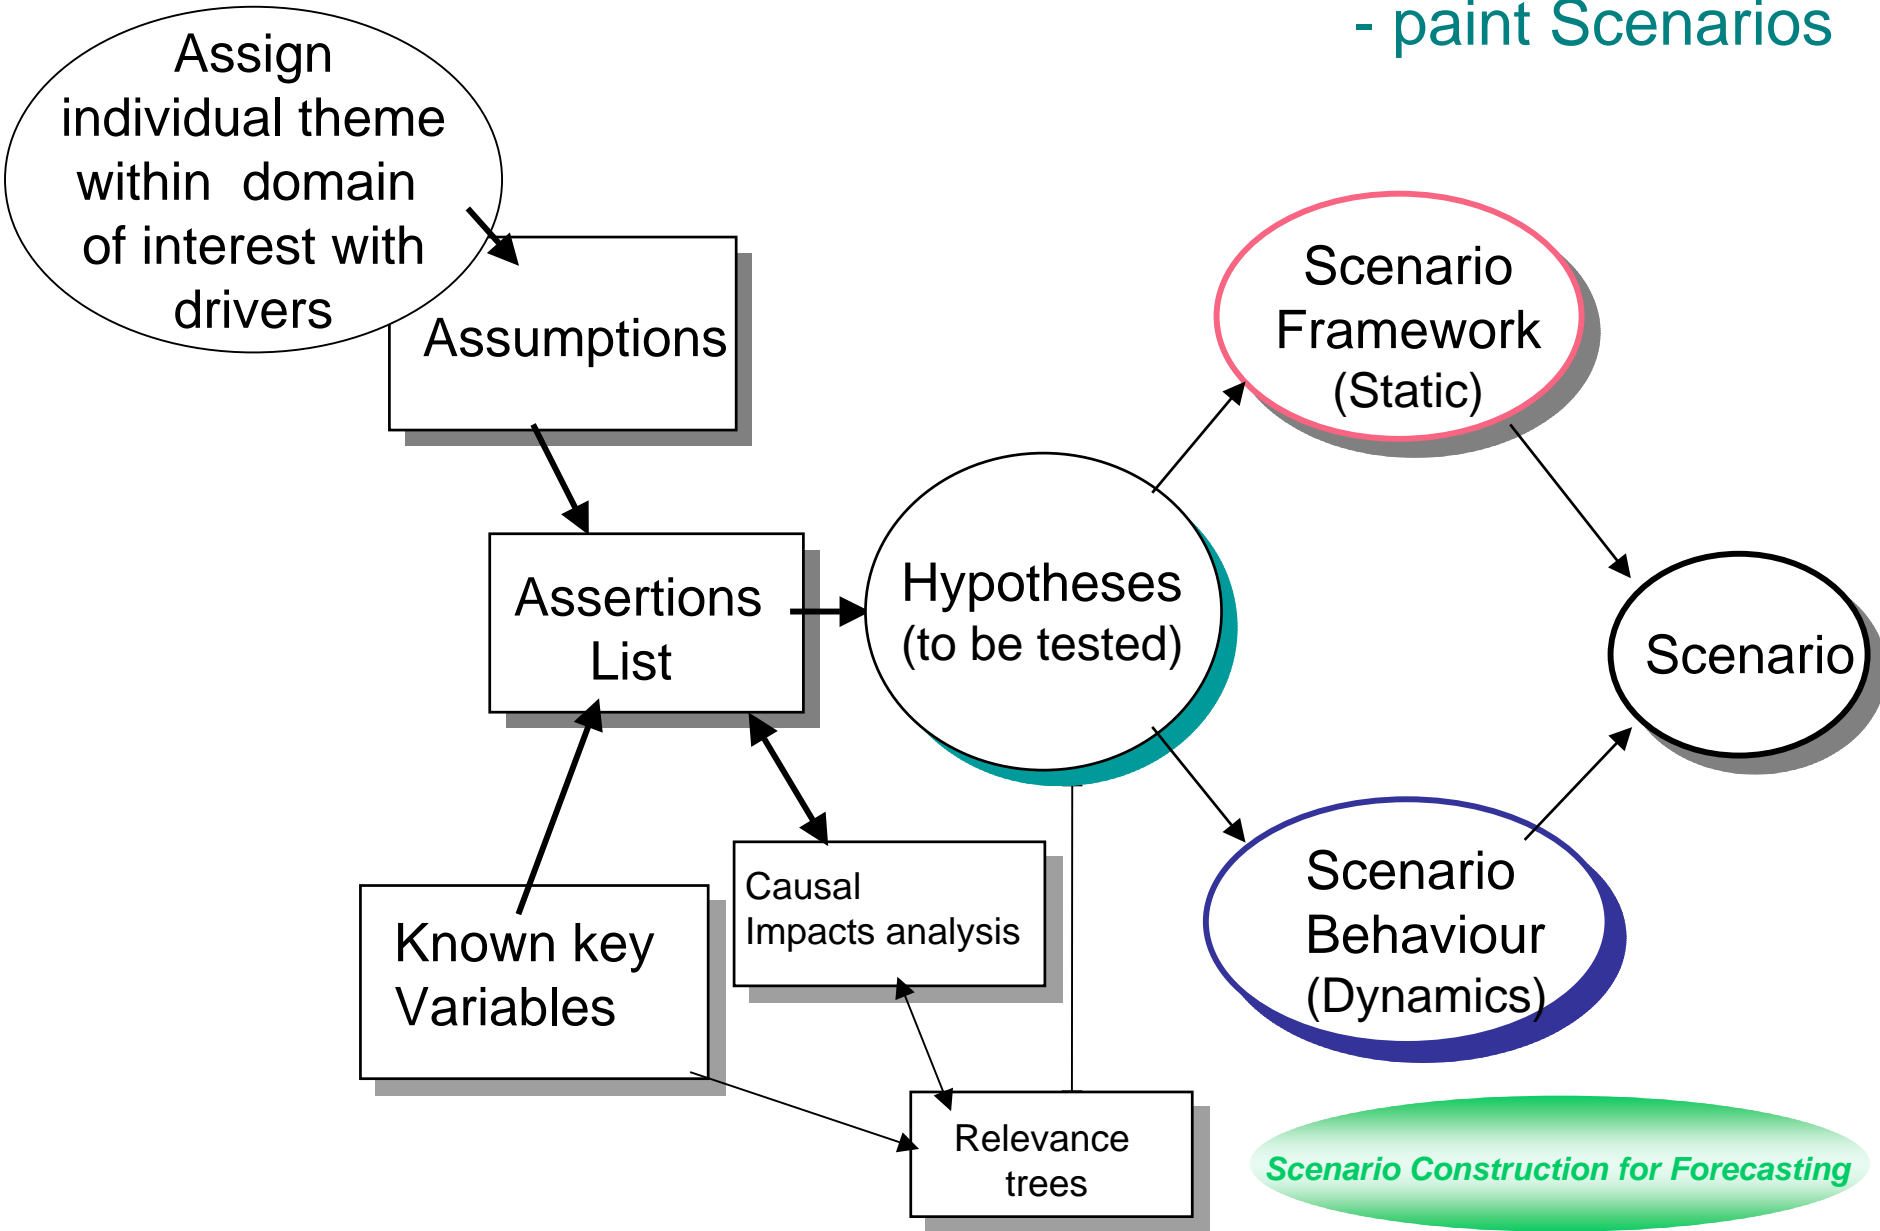 - paint Scenarios
Assign
individual theme
within domain
of interest with
drivers
Assumptions
Scenario
Framework
(Static)
Assertions
List
Hypotheses
(to be tested)
Scenario
Known key
Variables
Causal
Impacts analysis
Scenario
Behaviour
(Dynamics)
Relevance
trees
Scenario Construction for Forecasting